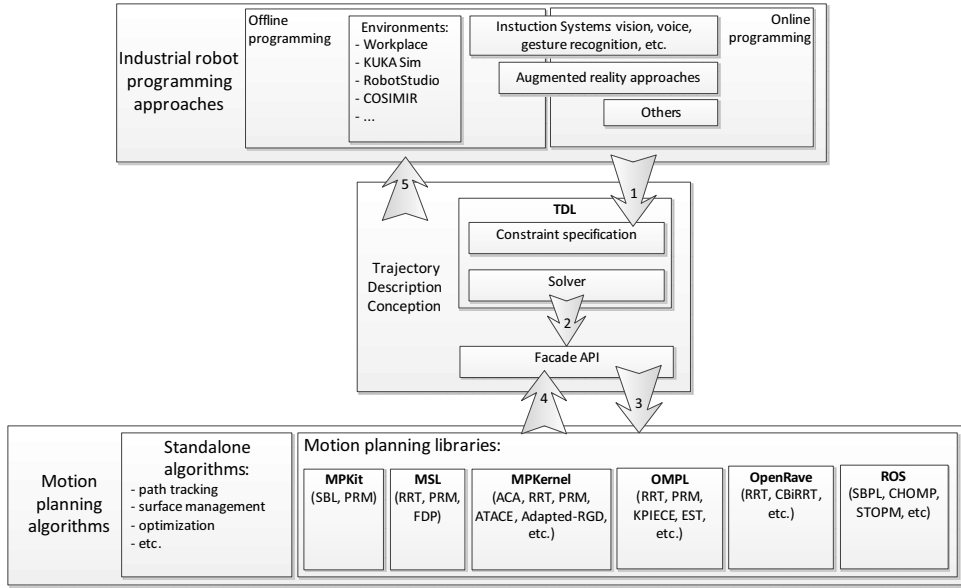 Industrial robot
programming
approaches
Offline
programming
Environments:
- Workplace
- KUKA Sim
- RobotStudio
- COSIMIR
- ...
Instuction Systems: vision, voice,
gesture recognition, etc.
Augmented reality approaches
Others
Online
programming
5
1
Trajectory
Description
Conception
TDL
Constraint specification
Solver
2
Facade API
4
3
Motion
planning
algorithms
Standalone
algorithms:
- path tracking
- surface management
- optimization
- etc.
Motion planning libraries:
MPKit
(SBL, PRM)
MSL
(RRT, PRM,
FDP)
MPKernel
(ACA, RRT, PRM,
ATACE, Adapted-RGD,
etc.)
OMPL
(RRT, PRM,
KPIECE, EST,
etc.)
OpenRave
(RRT, CBiRRT,
etc.)
ROS
(SBPL, CHOMP,
STOPM, etc)